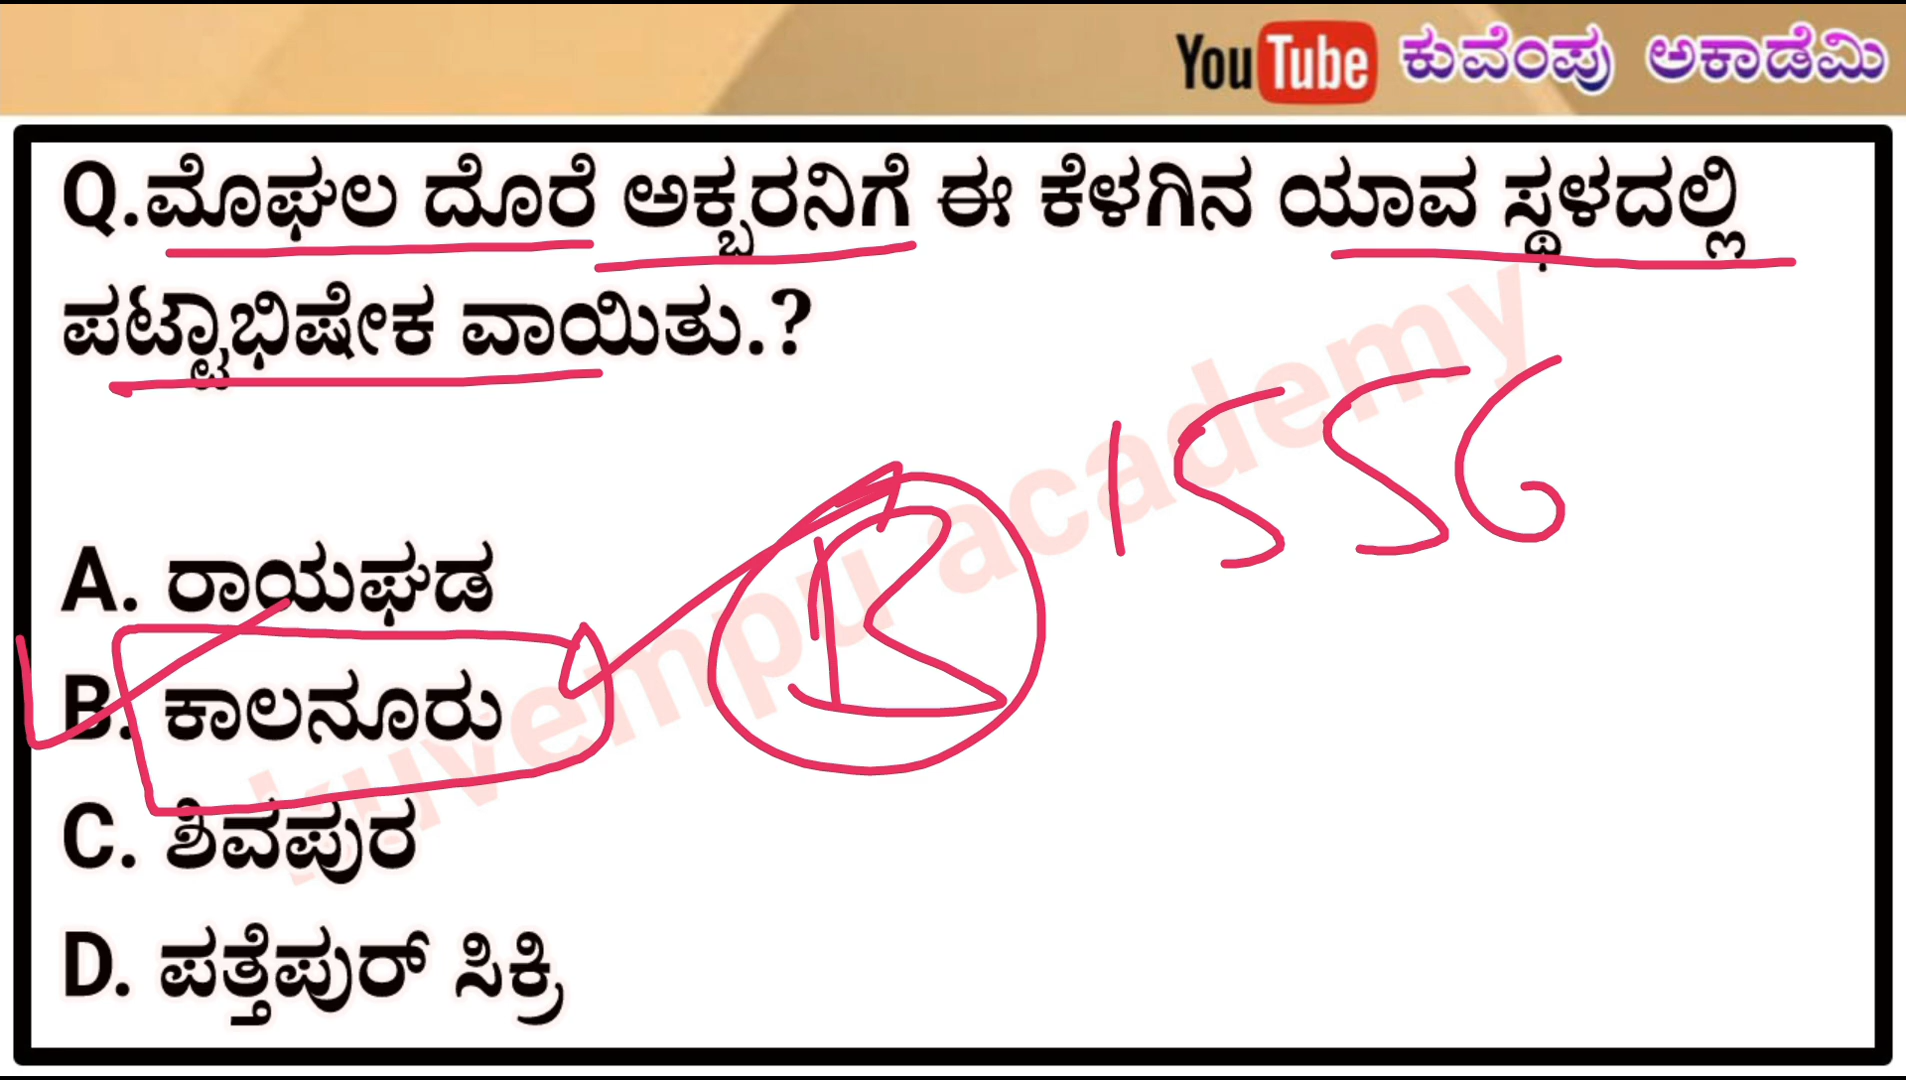 YouTube ಕುವೆಂಪು ಅಕಾಡೆಮಿ
Q.ಮೊಘಲ ದೊರೆ ಅಕ್ಬರನಿಗೆ ಈ ಕೆಳಗಿನ ಯಾವ ಸ್ಥಳದಲ್ಲಿ
ಪಟ್ಟಾಭಿಷೇಕ ವಾಯಿತು.?
1556
A. ರಾಯಘಡ
B. ಕಾಲನೂರು
B
C. ಶಿವಪುರ
D. ಪತ್ತೆಪುರ್ ಸಿಕ್ರಿ
kuvempu academy